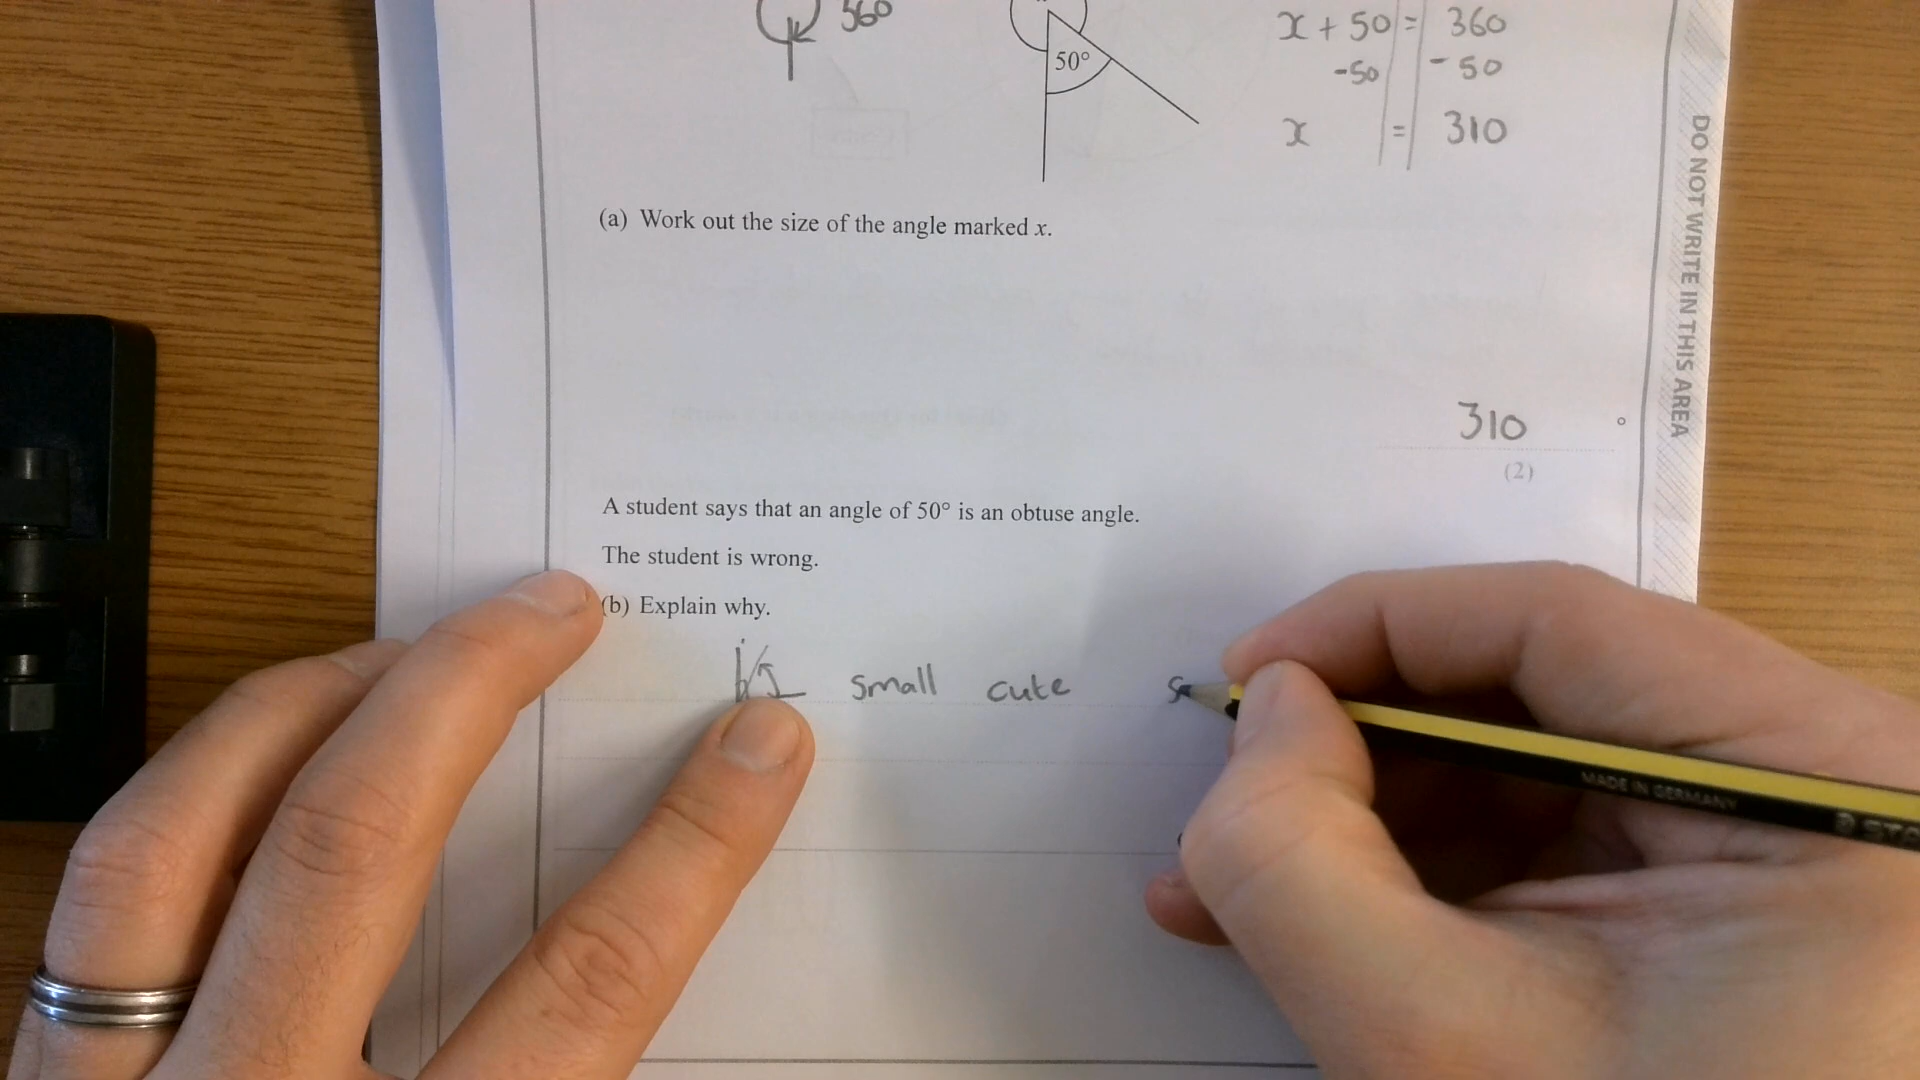 360
x + 50 = 360
50°
-50 -50
x = 310
(a) Work out the size of the angle marked x.
310 °
(2)
A student says that an angle of 50° is an obtuse angle.
The student is wrong.
(b) Explain why.
small cute
DO NOT WRITE IN THIS AREA
MADE IN GERMANY